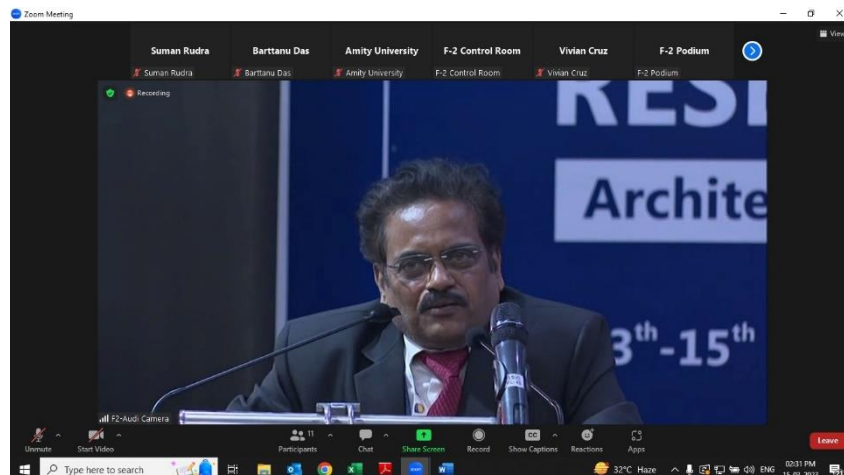 Zoom Meeting
View
Suman Rudra Barttanu Das Amity University F-2 Control Room Vivian Cruz F-2 Podium
Suman Rudra Barttanu Das Amity University F-2 Control Room Vivian Cruz F-2 Podium
Recording
RESI
Archite
3th-15th
F2-Audi Camera
11
Unmute Start Video Participants Chat Share Screen Record Show Captions Reactions Apps Leave
Type here to search 32°C Haze ENG 02:31 PM